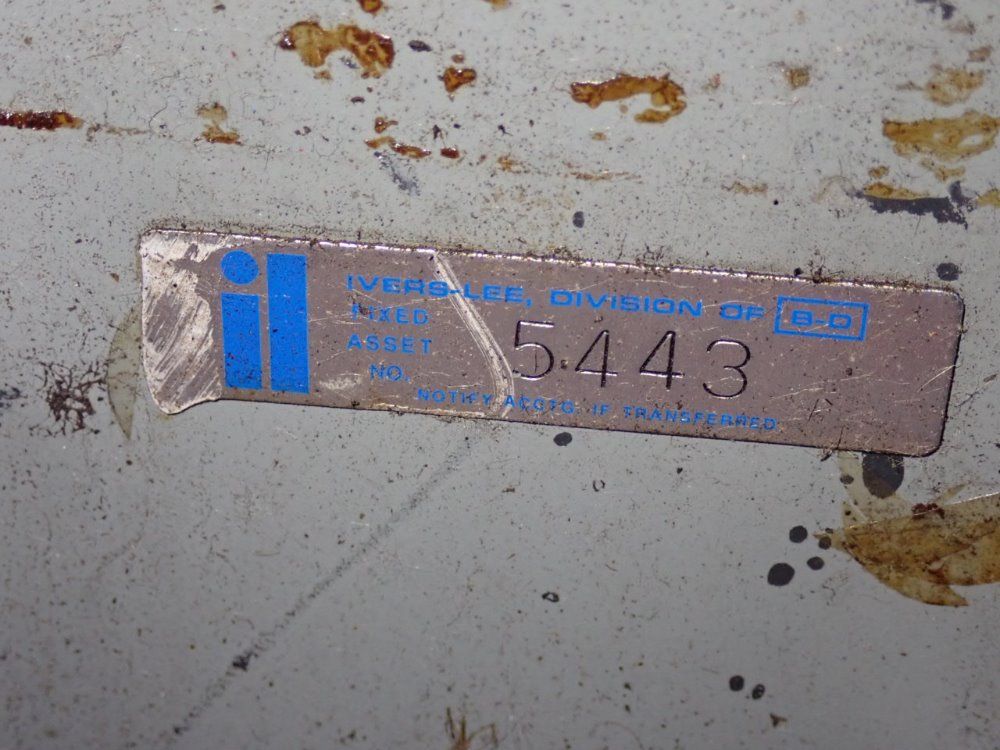 il
IVERS-LEE, DIVISION OF B-D
FIXED
ASSET
NO.
5443
NOTIFY ACCTG. IF TRANSFERRED